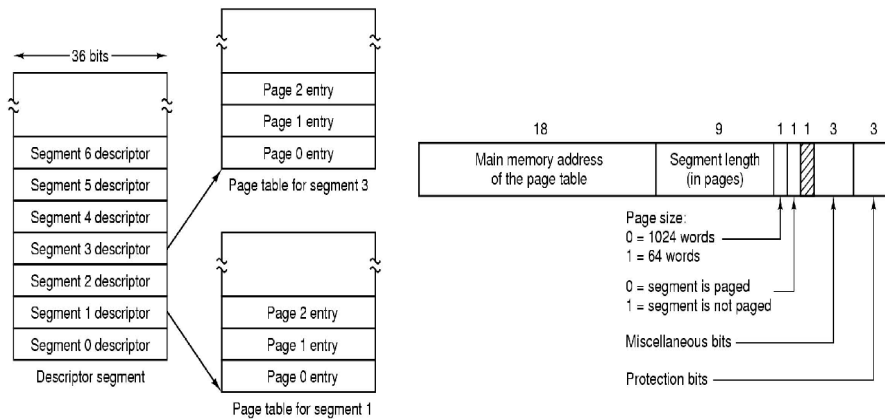 36 bits
Segment 6 descriptor
Segment 5 descriptor
Segment 4 descriptor
Segment 3 descriptor
Segment 2 descriptor
Segment 1 descriptor
Segment 0 descriptor
Descriptor segment
Page 2 entry
Page 1 entry
Page 0 entry
Page table for segment 3
Page 2 entry
Page 1 entry
Page 0 entry
Page table for segment 1
18 9 1 1 1 3 3
Main memory address
of the page table
Segment length
(in pages)
Page size:
0 = 1024 words
1 = 64 words
0 = segment is paged
1 = segment is not paged
Miscellaneous bits
Protection bits